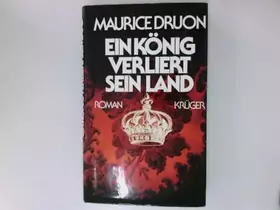 MAURICE DRUON
EIN KÖNIG
VERLIERT
SEIN LAND
ROMAN KRÜGER